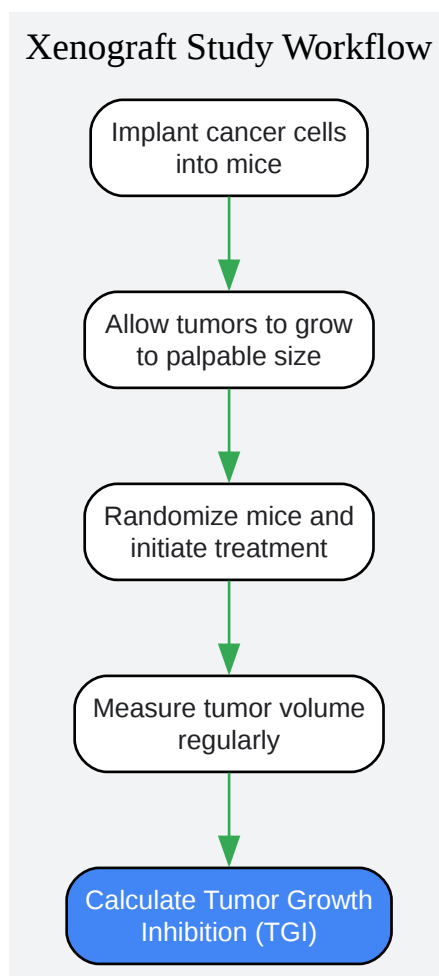 Xenograft Study Workflow
Implant cancer cells
into mice
Allow tumors to grow
to palpable size
Randomize mice and
initiate treatment
Measure tumor volume
regularly
Calculate Tumor Growth
Inhibition (TGI)